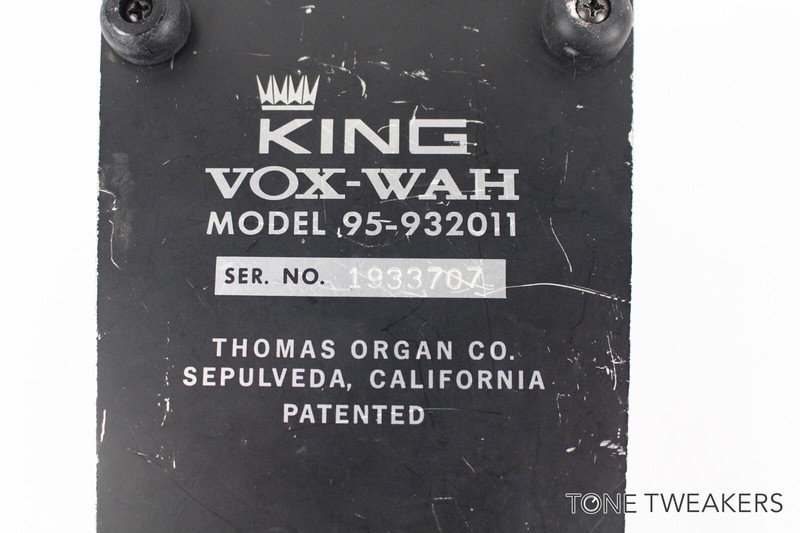 KING
VOX-WAH
MODEL 95-932011
SER. NO. 1933707
THOMAS ORGAN CO.
SEPULVEDA, CALIFORNIA
PATENTED
TONE TWEAKERS